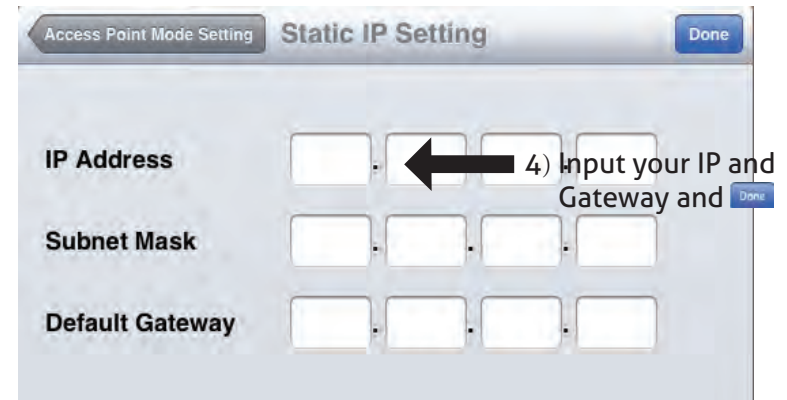 Access Point Mode Setting Static IP Setting Done
IP Address . . . 4) Input your IP and
Gateway and Done
Subnet Mask . . .
Default Gateway . . .